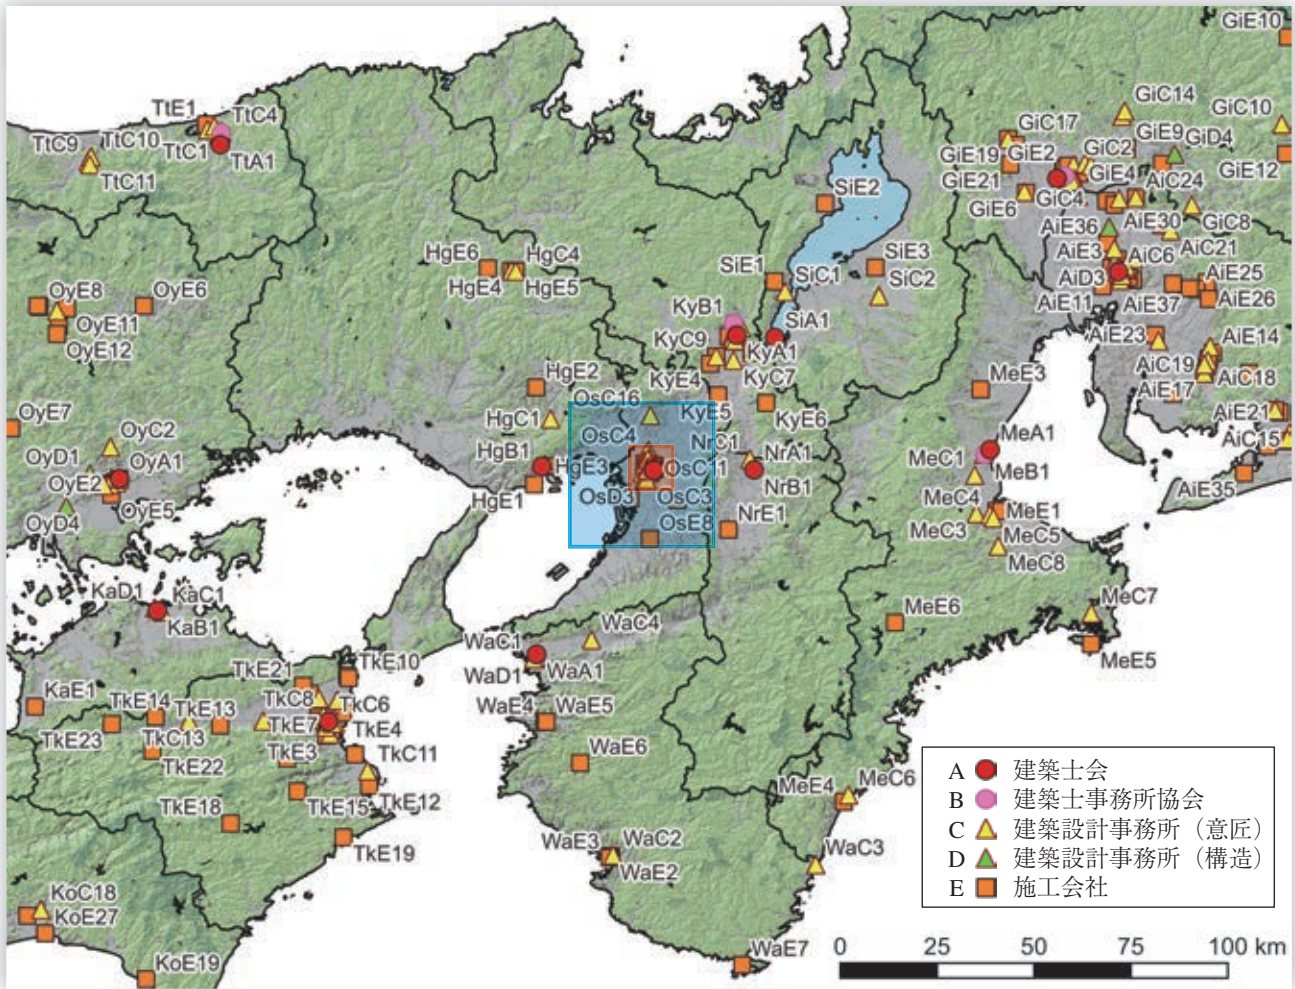 GiE10
GiC14
GiC10
TtE1
TtC4
GiC17
GiE9
GiD4
TtC9
TtC10
TtC1
TtA1
TtC11
GiE19
GiE2
GiC2
GiE4
GiE12
GiE21
AiC24
SiE2
GiE6
GiC4
AiE30
GiC8
AiE36
AiC21
HgE6
HgC4
SiE3
AiE3
AiC6
SiE1
SiC1
SiC2
AiD3
AiE25
HgE4
HgE5
OyE8
OyE6
AiE11
AiE37
AiE26
OyE11
KyB1
SiA1
KyC9
AiE23
AiE14
OyE12
KyA1
AiC19
AiC18
HgE2
KyE4
KyC7
MeE3
AiE17
OsC16
OyE7
KyE5
KyE6
AiE21
HgC1
OyC2
OsC4
NrC1
MeA1
AiC15
OyD1
OyA1
HgB1
HgE3
OsC11
NrA1
MeC1
MeB1
OyE2
HgE1
OsD3
OsC3
NrB1
AiE35
OyE5
MeC4
MeE1
OyD4
NrE1
OsE8
MeC3
MeC5
MeC8
KaD1
KaC1
MeC7
KaB1
MeE6
WaC4
WaC1
MeE5
TkE21
TkE10
WaD1
WaA1
KaE1
TkE14
TkC8
TkC6
TkE13
WaE4
WaE5
TkE23
TkC13
TkE7
TkE4
TkE3
TkC11
WaE6
TkE22
MeE4
MeC6
TkE18
TkE15
TkE12
WaE3
WaC2
WaC3
TkE19
WaE2
KoC18
KoE27
WaE7
KoE19
A 建築士会
B 建築士事務所協会
C 建築設計事務所（意匠）
D 建築設計事務所（構造）
E 施工会社
0 25 50 75 100 km